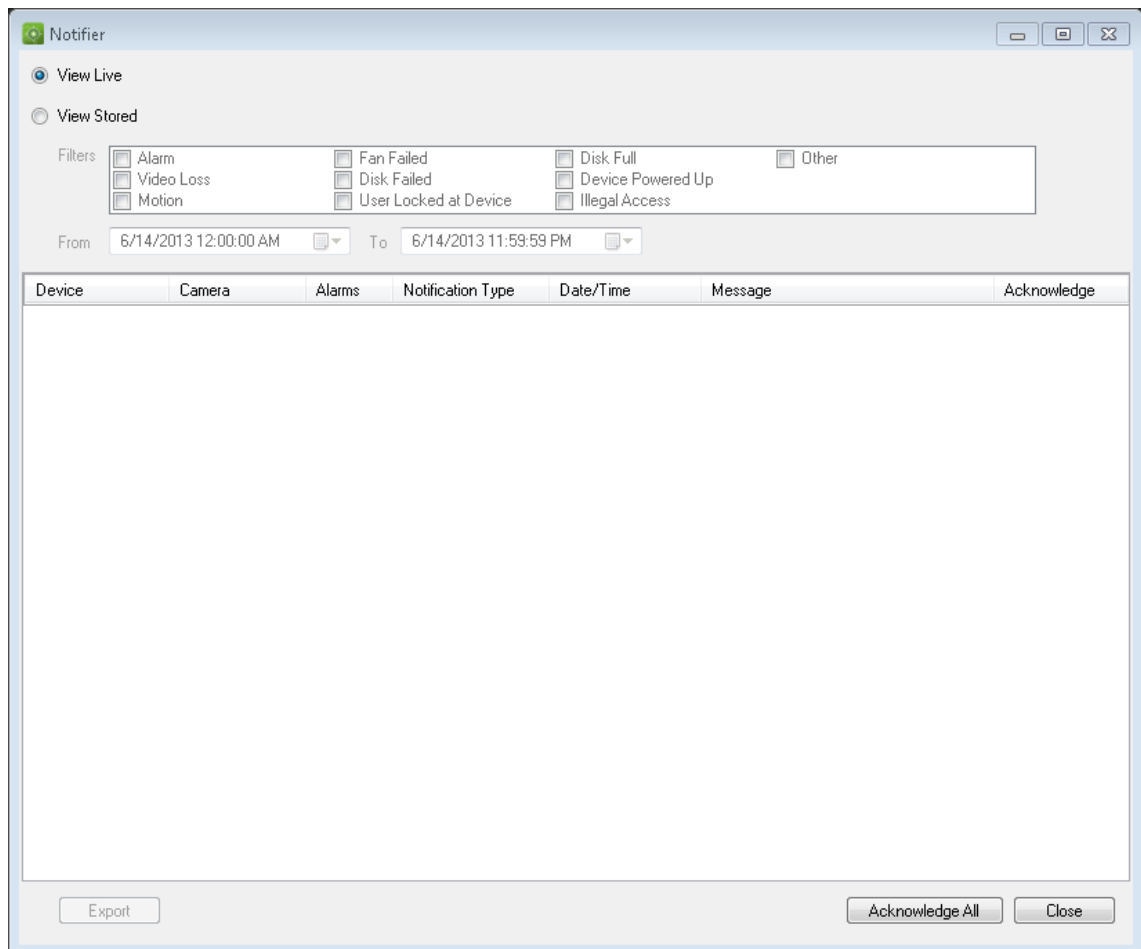 Notifier
View Live
View Stored
Filters Alarm Fan Failed Disk Full Other
Video Loss Disk Failed Device Powered Up
Motion User Locked at Device Illegal Access
From 6/14/2013 12:00:00 AM To 6/14/2013 11:59:59 PM
Device Camera Alarms Notification Type Date/Time Message Acknowledge
Export Acknowledge All Close